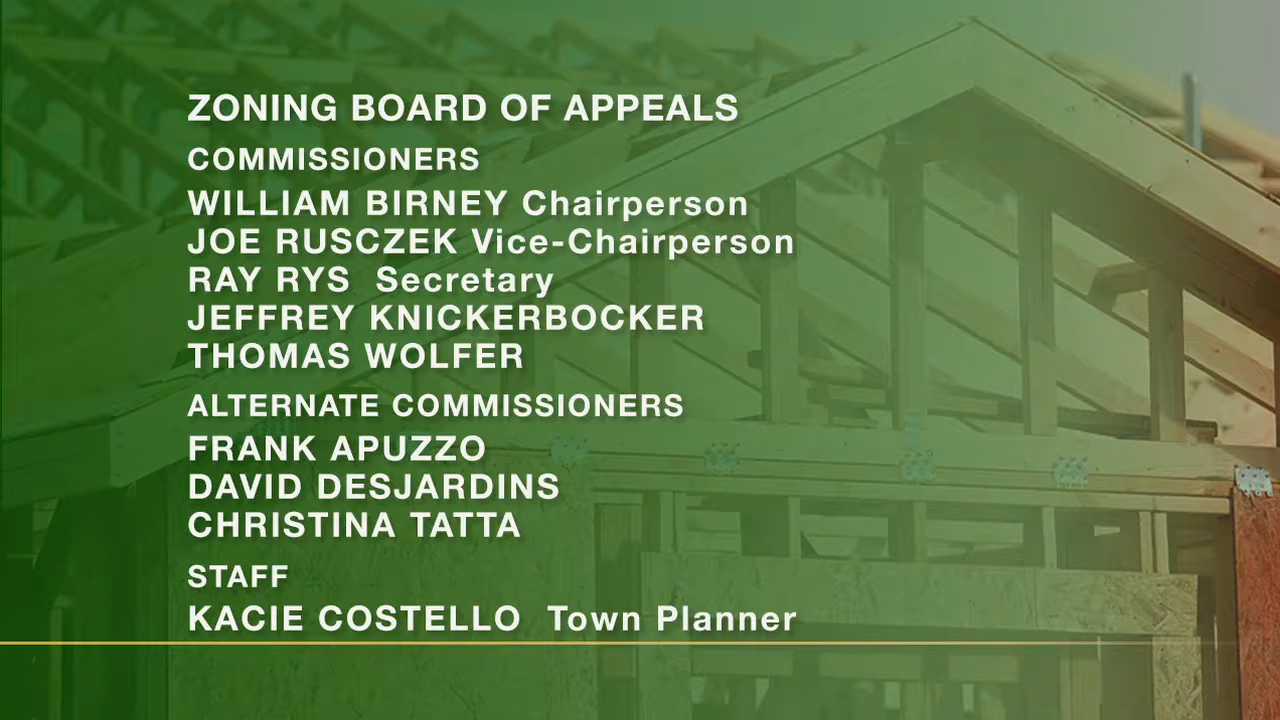 ZONING BOARD OF APPEALS
COMMISSIONERS
WILLIAM BIRNEY Chairperson
JOE RUSCZEK Vice-Chairperson
RAY RYS Secretary
JEFFREY KNICKERBOCKER
THOMAS WOLFER
ALTERNATE COMMISSIONERS
FRANK APUZZO
DAVID DESJARDINS
CHRISTINA TATTA
STAFF
KACIE COSTELLO Town Planner